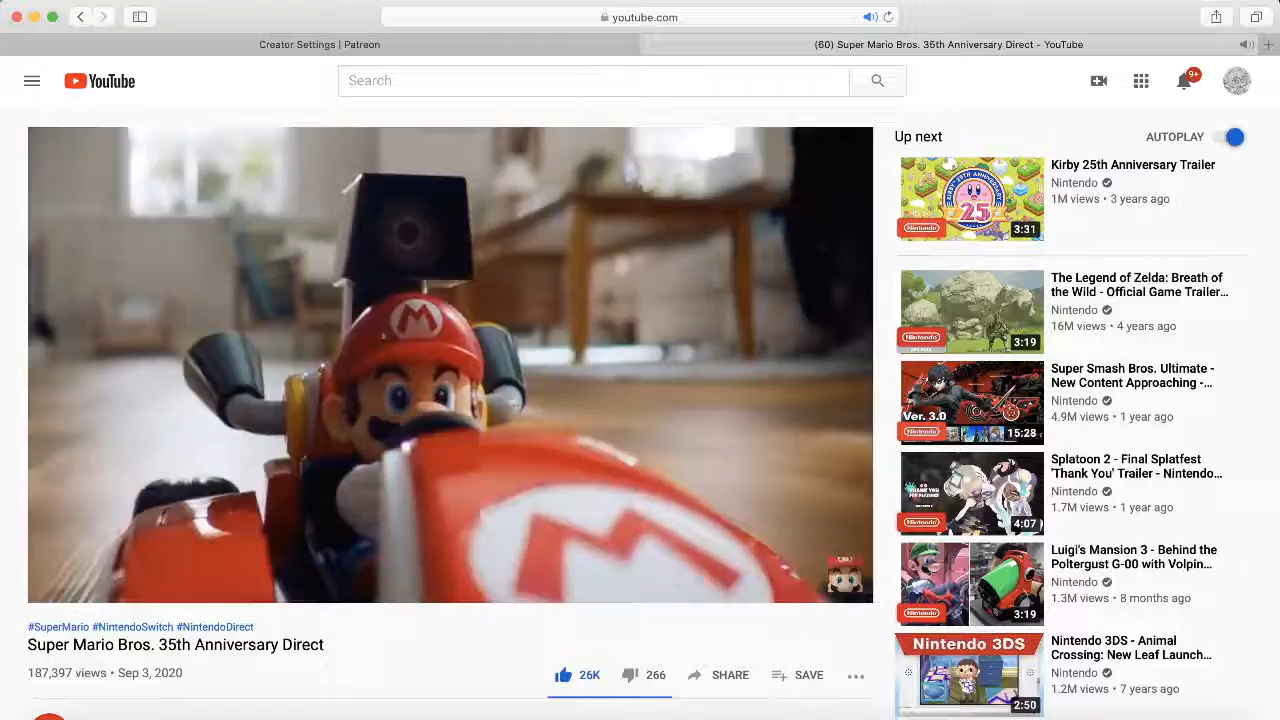 youtube.com
Creator Settings | Patreon
(60) Super Mario Bros. 35th Anniversary Direct - YouTube
YouTube
Search
9+
M
M
#SuperMario #NintendoSwitch #NintendoDirect
Super Mario Bros. 35th Anniversary Direct
187,397 views • Sep 3, 2020
26K
266
SHARE
SAVE
Up next
AUTOPLAY
25
Nintendo
3:31
Kirby 25th Anniversary Trailer
Nintendo
1M views • 3 years ago
Nintendo
3:19
The Legend of Zelda: Breath of
the Wild - Official Game Trailer...
Nintendo
16M views • 4 years ago
Ver. 3.0
Nintendo
15:28
Super Smash Bros. Ultimate -
New Content Approaching -...
Nintendo
4.9M views • 1 year ago
Nintendo
4:07
Splatoon 2 - Final Splatfest
'Thank You' Trailer - Nintendo...
Nintendo
1.7M views • 1 year ago
Nintendo
3:19
Luigi's Mansion 3 - Behind the
Poltergust G-00 with Volpin...
Nintendo
1.3M views • 8 months ago
Nintendo 3DS
2:50
Nintendo 3DS - Animal
Crossing: New Leaf Launch...
Nintendo
1.2M views • 7 years ago